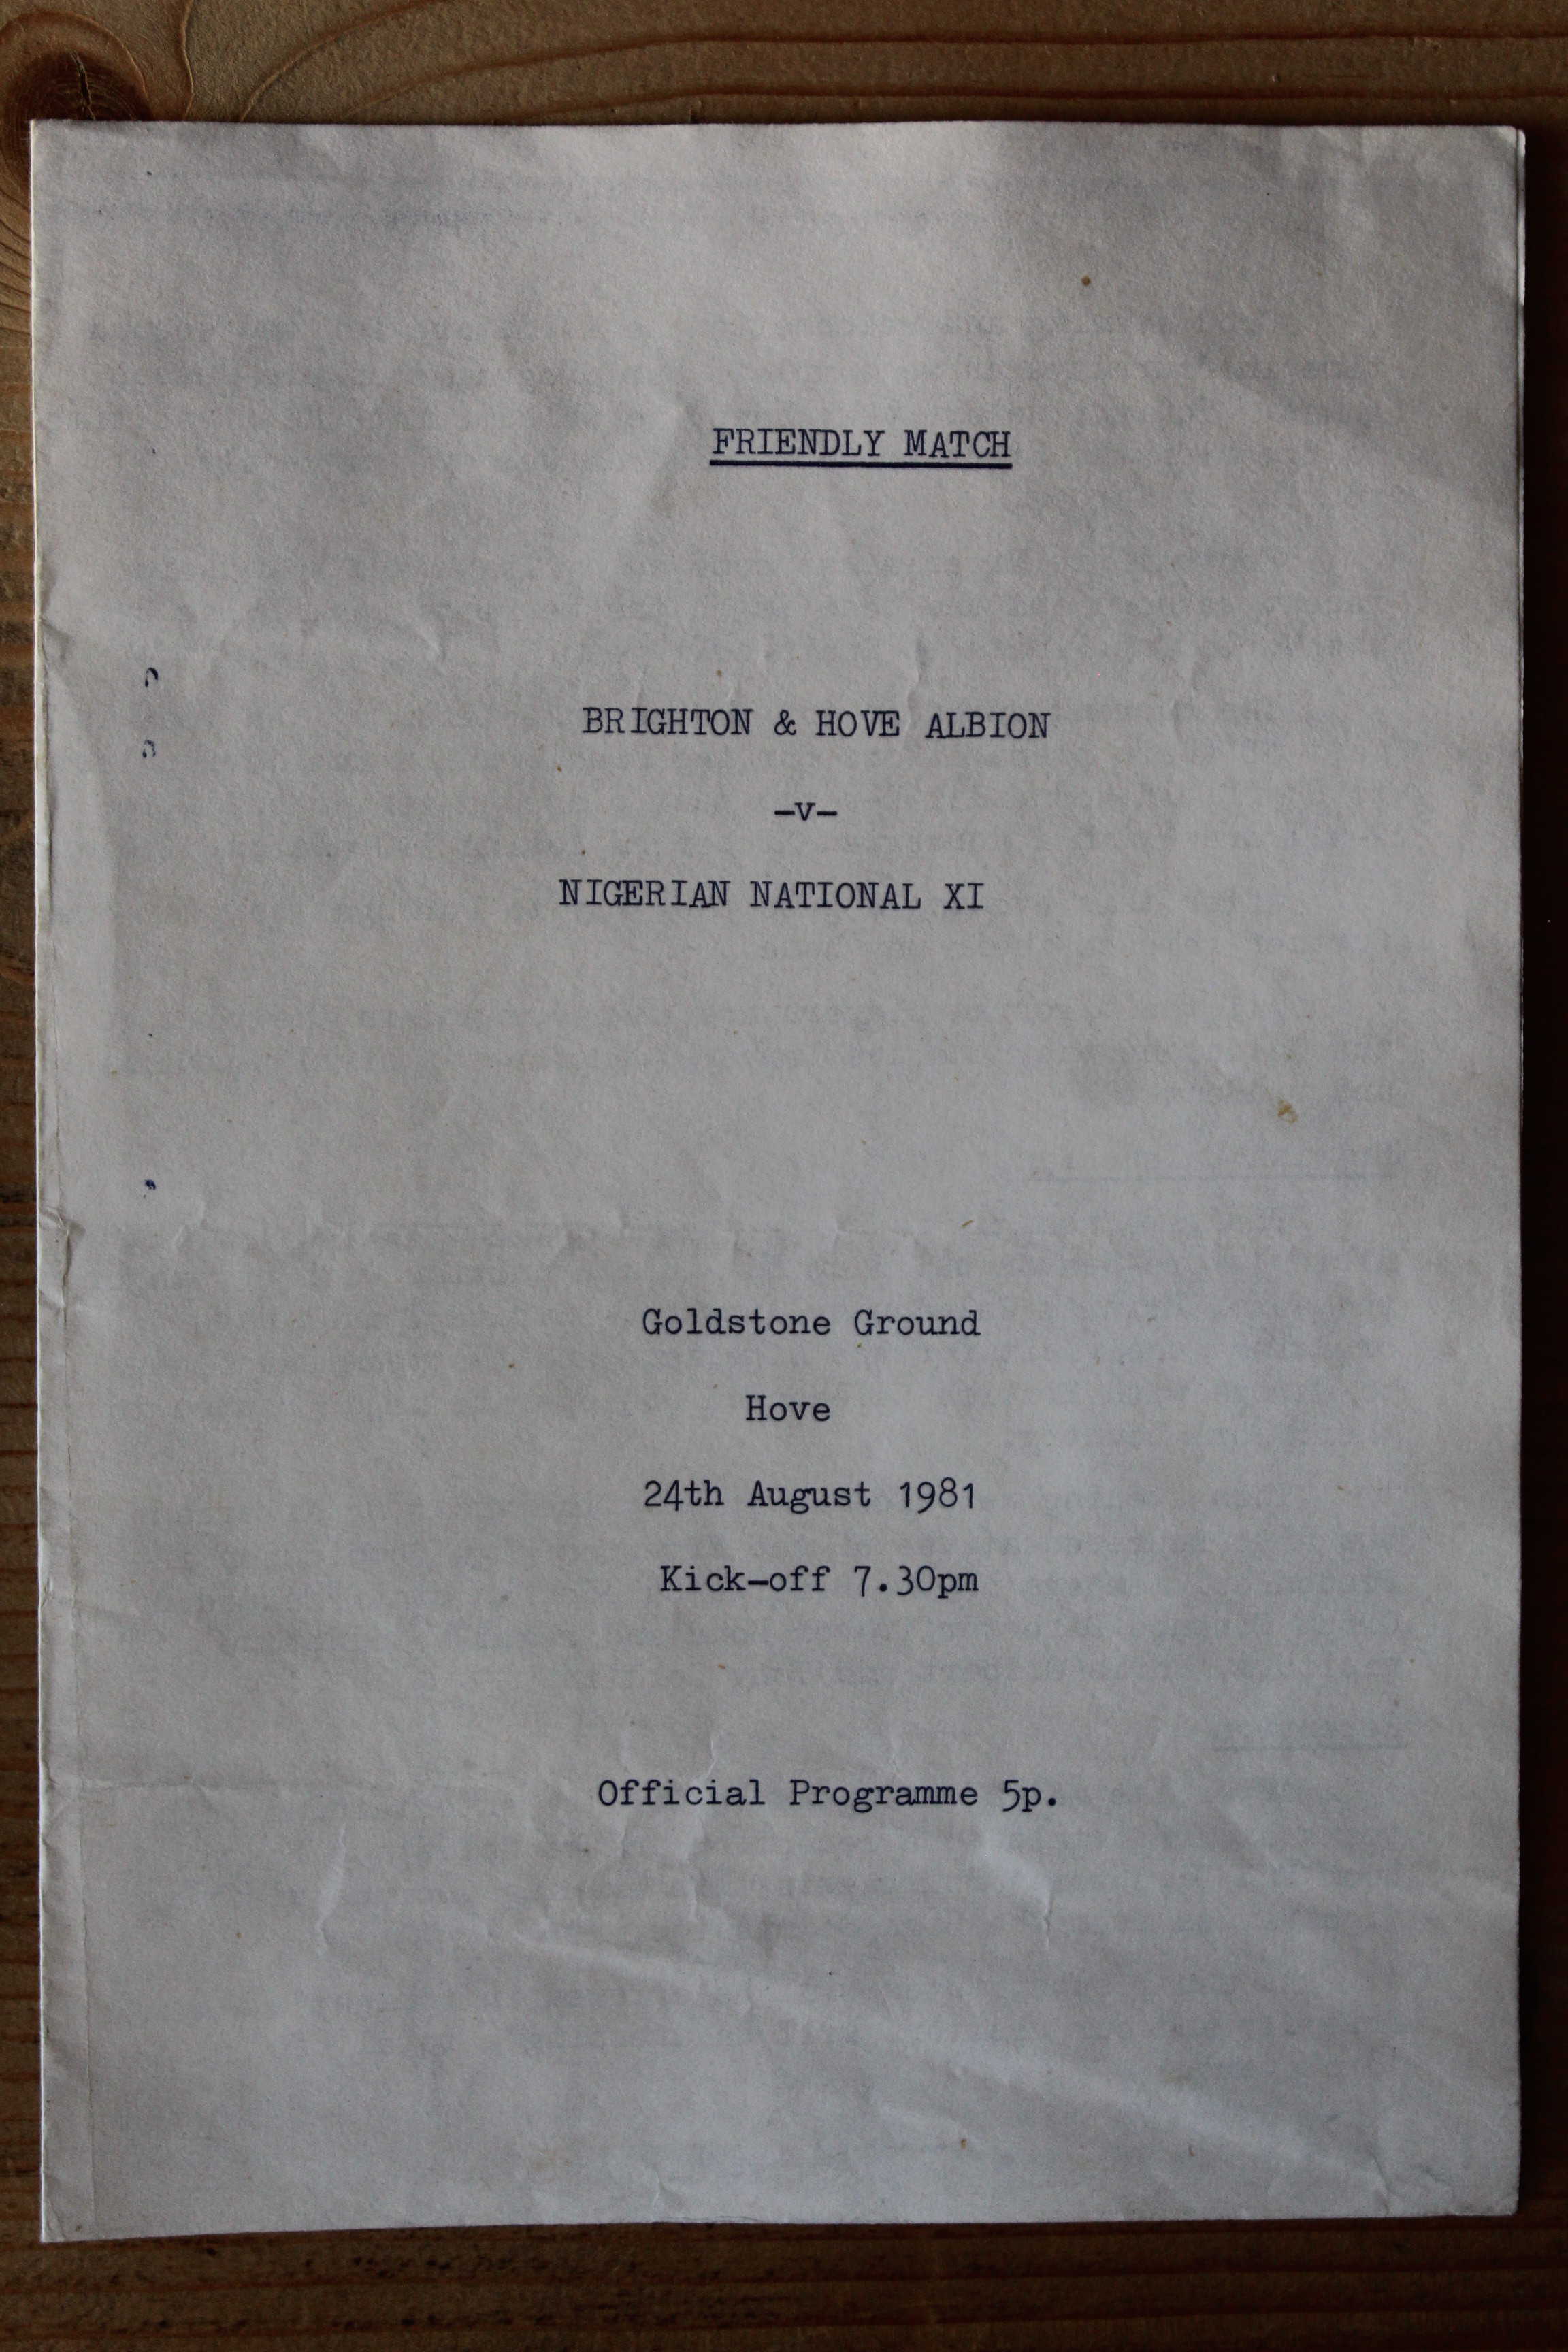 FRIENDLY MATCH
BRIGHTON & HOVE ALBION
-v-
NIGERIAN NATIONAL XI
Goldstone Ground
Hove
24th August 1981
Kick-off 7.30pm
Official Programme 5p.